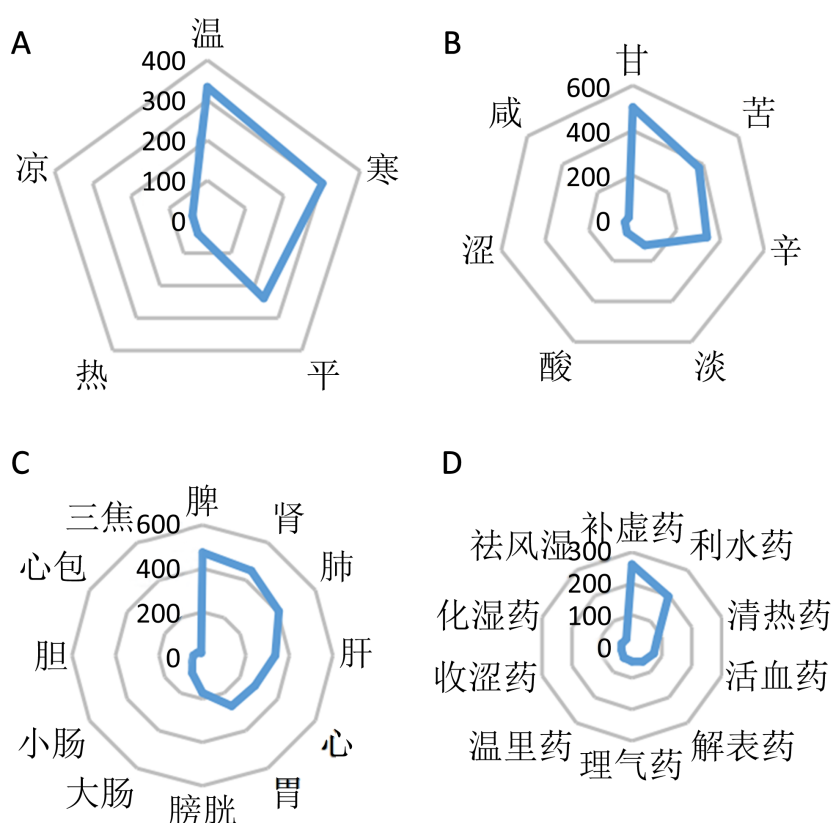 A
温
400
300
200
100
0
凉
寒
热
平
B
甘
600
400
200
0
咸
苦
涩
辛
酸
淡
C
脾
600
400
200
0
三焦
肾
心包
肺
胆
肝
小肠
心
大肠
胃
膀胱
D
补虚药
300
200
100
0
祛风湿
利水药
化湿药
清热药
收涩药
活血药
温里药
解表药
理气药